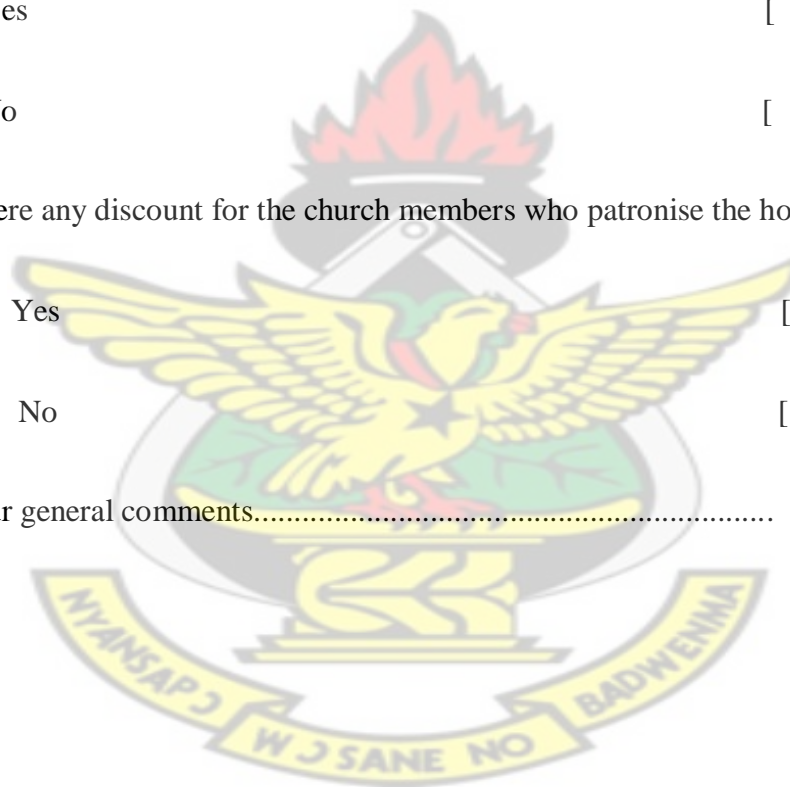 es [
o [
ere any discount for the church members who patronise the ho
Yes [
No [
r general comments...............................................................
NYANSAPƆ
WƆSANE NO
BADWENMA